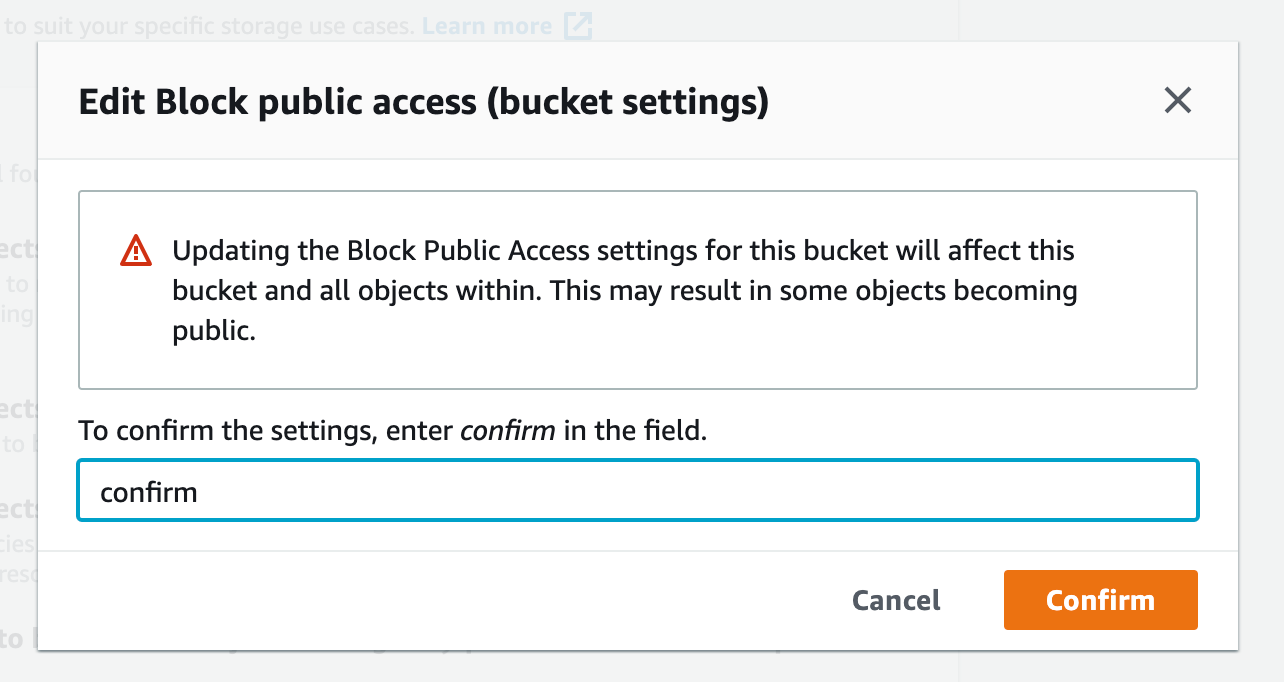 to suit your specific storage use cases. Learn more
Edit Block public access (bucket settings)
Updating the Block Public Access settings for this bucket will affect this
bucket and all objects within. This may result in some objects becoming
public.
To confirm the settings, enter confirm in the field.
confirm
Cancel
Confirm